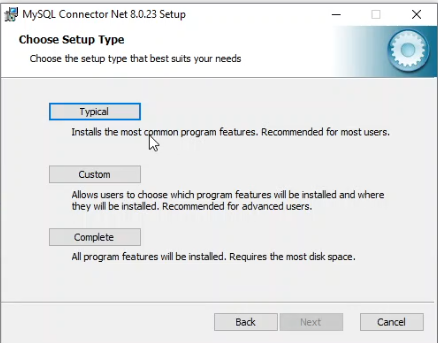 MySQL Connector Net 8.0.23 Setup
Choose Setup Type
Choose the setup type that best suits your needs
Typical
Installs the most common program features. Recommended for most users.
Custom
Allows users to choose which program features will be installed and where
they will be installed. Recommended for advanced users.
Complete
All program features will be installed. Requires the most disk space.
Back
Next
Cancel